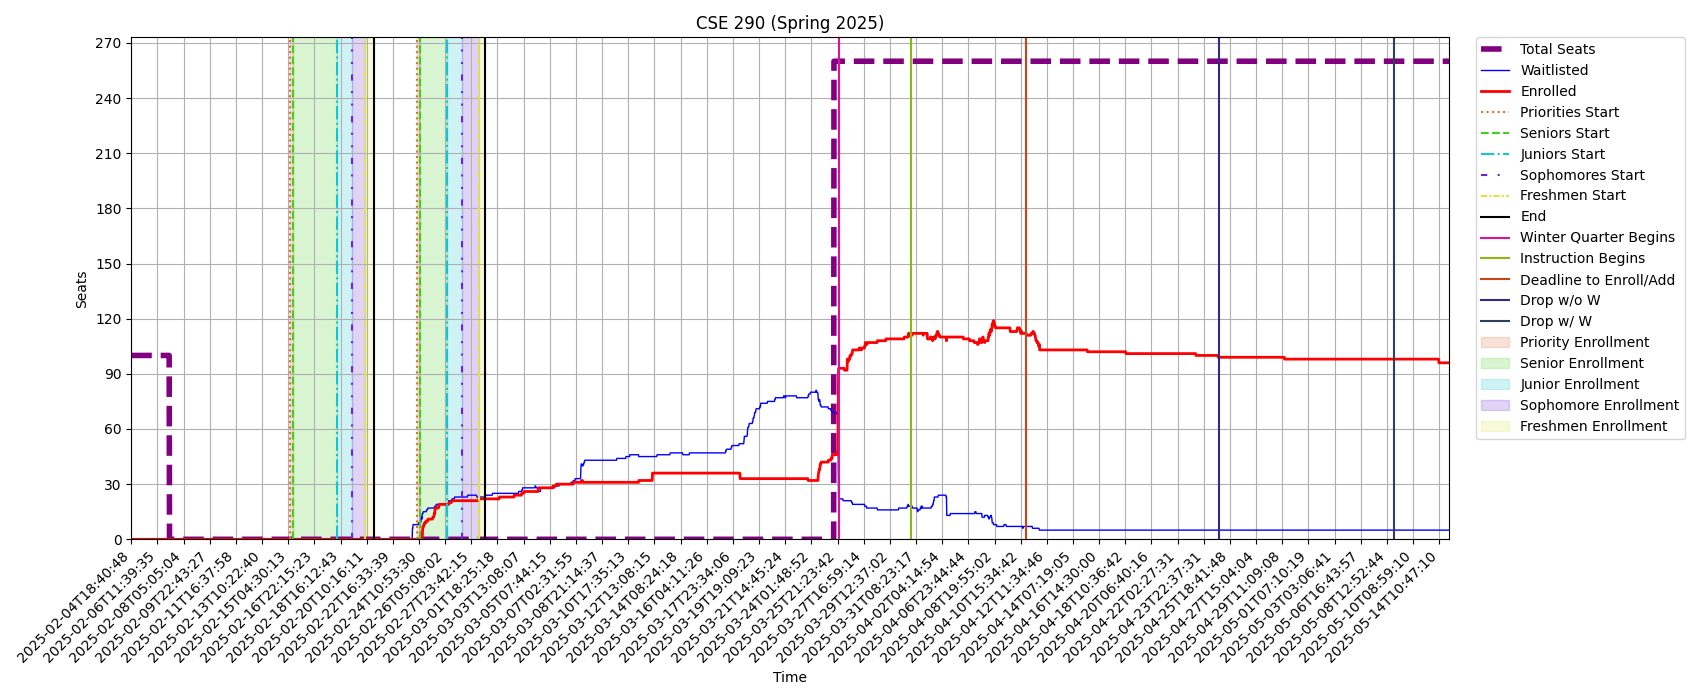 CSE 290 (Spring 2025)
270
240
210
180
150
120
90
60
30
0
Seats
2025-02-04T18:40:48
2025-02-06T11:39:35
2025-02-08T05:05:04
2025-02-09T22:43:27
2025-02-11T16:37:58
2025-02-13T10:22:40
2025-02-15T04:30:13
2025-02-16T22:15:23
2025-02-18T16:12:43
2025-02-20T10:16:11
2025-02-22T16:33:39
2025-02-24T10:53:30
2025-02-26T05:08:02
2025-02-27T23:42:15
2025-03-01T18:25:18
2025-03-03T13:08:07
2025-03-05T07:44:15
2025-03-07T02:31:55
2025-03-08T21:14:37
2025-03-10T17:35:13
2025-03-12T13:08:15
2025-03-14T08:24:18
2025-03-16T04:11:26
2025-03-17T23:34:06
2025-03-19T19:09:23
2025-03-21T14:45:24
2025-03-24T01:48:52
2025-03-25T21:23:42
2025-03-27T16:59:14
2025-03-29T12:37:02
2025-03-31T08:23:17
2025-04-02T04:14:54
2025-04-06T23:44:44
2025-04-08T19:55:02
2025-04-10T15:34:42
2025-04-12T11:34:46
2025-04-14T07:19:05
2025-04-16T14:30:00
2025-04-18T10:36:42
2025-04-20T06:40:16
2025-04-22T02:27:31
2025-04-23T22:37:31
2025-04-25T18:41:48
2025-04-27T15:04:04
2025-04-29T11:09:08
2025-05-01T07:10:19
2025-05-03T03:06:41
2025-05-06T16:43:57
2025-05-08T12:52:44
2025-05-10T08:59:10
2025-05-14T10:47:10
Time
Total Seats
Waitlisted
Enrolled
Priorities Start
Seniors Start
Juniors Start
Sophomores Start
Freshmen Start
End
Winter Quarter Begins
Instruction Begins
Deadline to Enroll/Add
Drop w/o W
Drop w/ W
Priority Enrollment
Senior Enrollment
Junior Enrollment
Sophomore Enrollment
Freshmen Enrollment